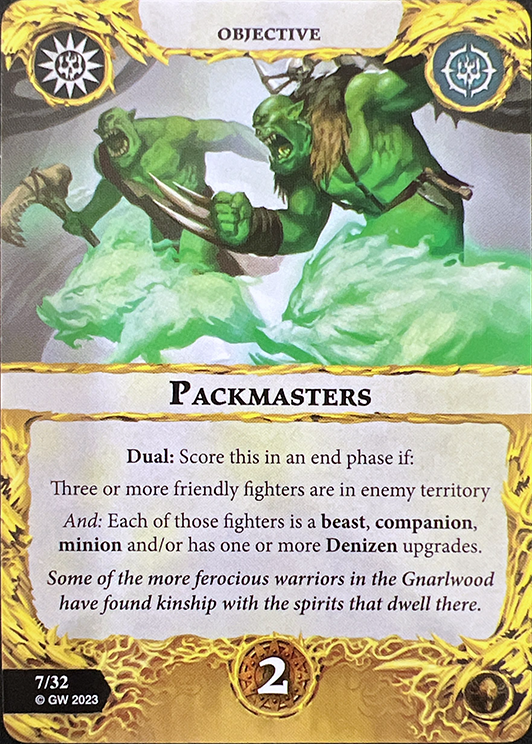 OBJECTIVE
PACKMASTERS
Dual: Score this in an end phase if:
Three or more friendly fighters are in enemy territory
And: Each of those fighters is a beast, companion,
minion and/or has one or more Denizen upgrades.
Some of the more ferocious warriors in the Gnarlwood
have found kinship with the spirits that dwell there.
2
7/32
© GW 2023